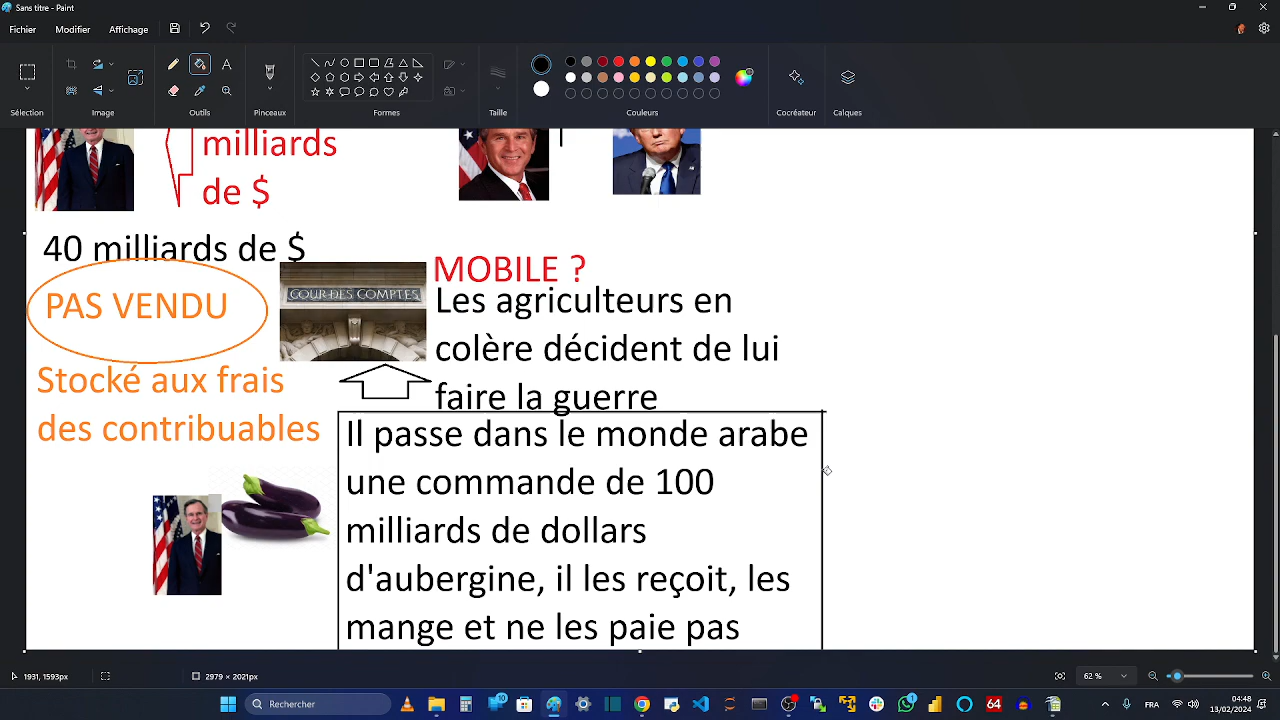 Sans titre - Paint
Fichier Modifier Affichage
Sélection Image Outils Pinceaux Formes Taille Couleurs Cocréateur Calques
milliards
de $
40 milliards de $
PAS VENDU
COUR DES COMPTES
MOBILE ?
Les agriculteurs en
colère décident de lui
faire la guerre
Stocké aux frais
des contribuables
Il passe dans le monde arabe
une commande de 100
milliards de dollars
d'aubergine, il les reçoit, les
mange et ne les paie pas
1991, 1593px
2979 × 2021px
62 %
Rechercher
FRA
04:48
13/02/2024